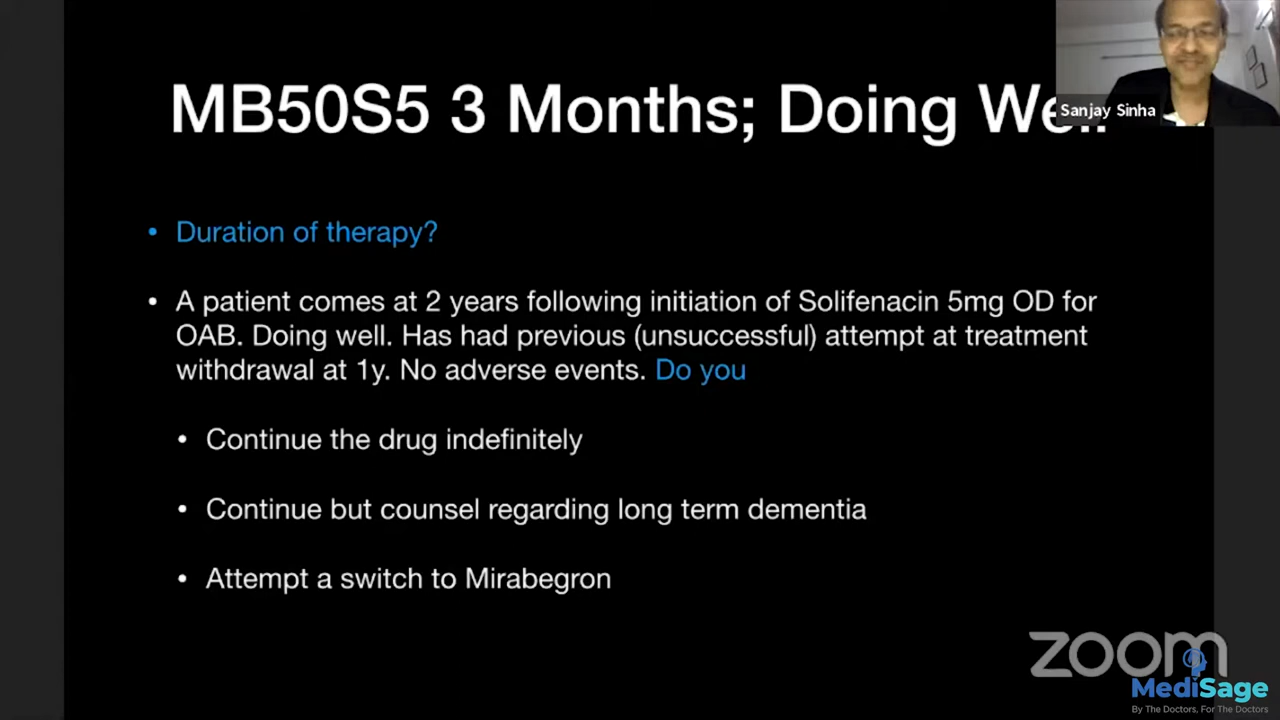 MB50S5 3 Months; Doing Well
Sanjay Sinha
• Duration of therapy?
• A patient comes at 2 years following initiation of Solifenacin 5mg OD for
OAB. Doing well. Has had previous (unsuccessful) attempt at treatment
withdrawal at 1y. No adverse events. Do you
• Continue the drug indefinitely
• Continue but counsel regarding long term dementia
• Attempt a switch to Mirabegron
zoom
MediSage
By The Doctors, For The Doctors